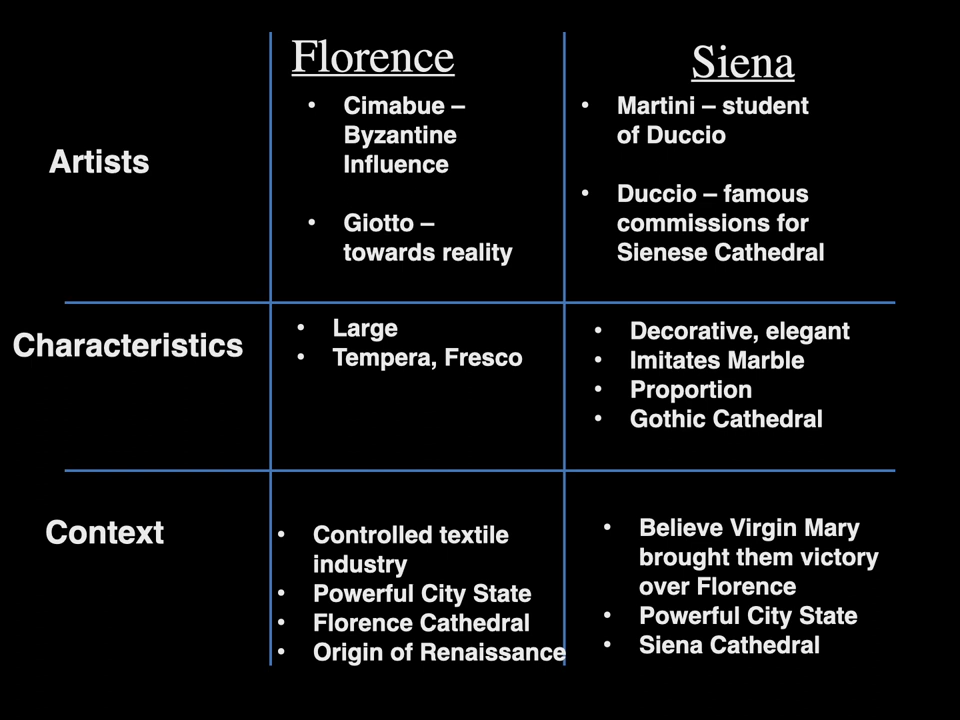 Florence
Siena
Artists
• Cimabue –
Byzantine
Influence
• Giotto –
towards reality
• Martini – student
of Duccio
• Duccio – famous
commissions for
Sienese Cathedral
Characteristics
• Large
• Tempera, Fresco
• Decorative, elegant
• Imitates Marble
• Proportion
• Gothic Cathedral
Context
• Controlled textile
industry
• Powerful City State
• Florence Cathedral
• Origin of Renaissance
• Believe Virgin Mary
brought them victory
over Florence
• Powerful City State
• Siena Cathedral